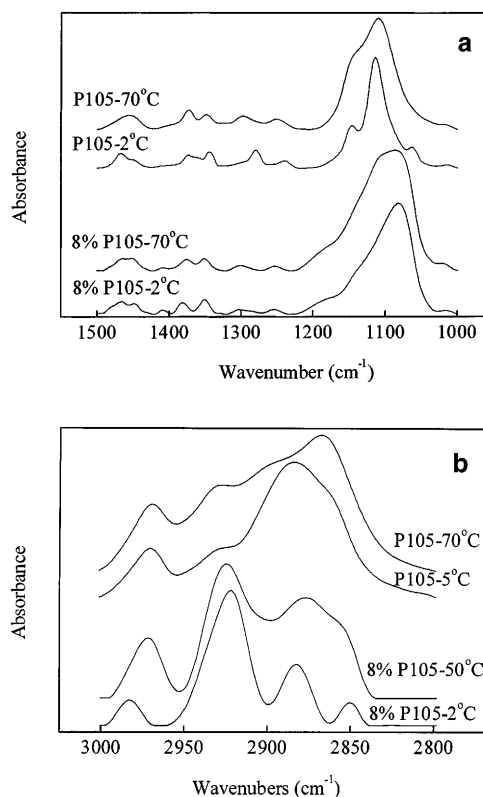 a
P105-70°C
P105-2°C
8% P105-70°C
8% P105-2°C
Absorbance
1500 1400 1300 1200 1100 1000
Wavenumber (cm⁻¹)
b
P105-70°C
P105-5°C
8% P105-50°C
8% P105-2°C
Absorbance
3000 2950 2900 2850 2800
Wavenubers (cm⁻¹)